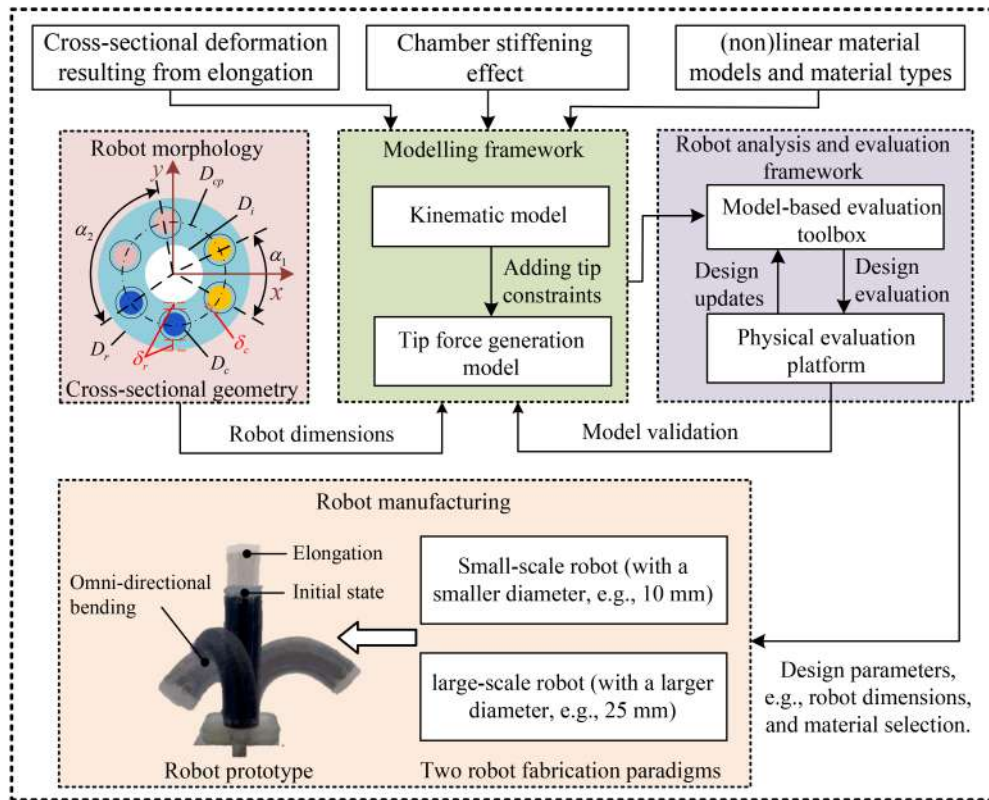 Cross-sectional deformation
resulting from elongation
Chamber stiffening
effect
(non)linear material
models and material types
Robot morphology
y
D_cp
D_i
α_2
α_1
x
D_r
δ_r
D_c
δ_c
Cross-sectional geometry
Modelling framework
Kinematic model
Adding tip
constraints
Tip force generation
model
Robot analysis and evaluation
framework
Model-based evaluation
toolbox
Design
updates
Design
evaluation
Physical evaluation
platform
Robot dimensions
Model validation
Robot manufacturing
Elongation
Initial state
Omni-directional
bending
Robot prototype
Small-scale robot (with a
smaller diameter, e.g., 10 mm)
large-scale robot (with a larger
diameter, e.g., 25 mm)
Two robot fabrication paradigms
Design parameters,
e.g., robot dimensions,
and material selection.